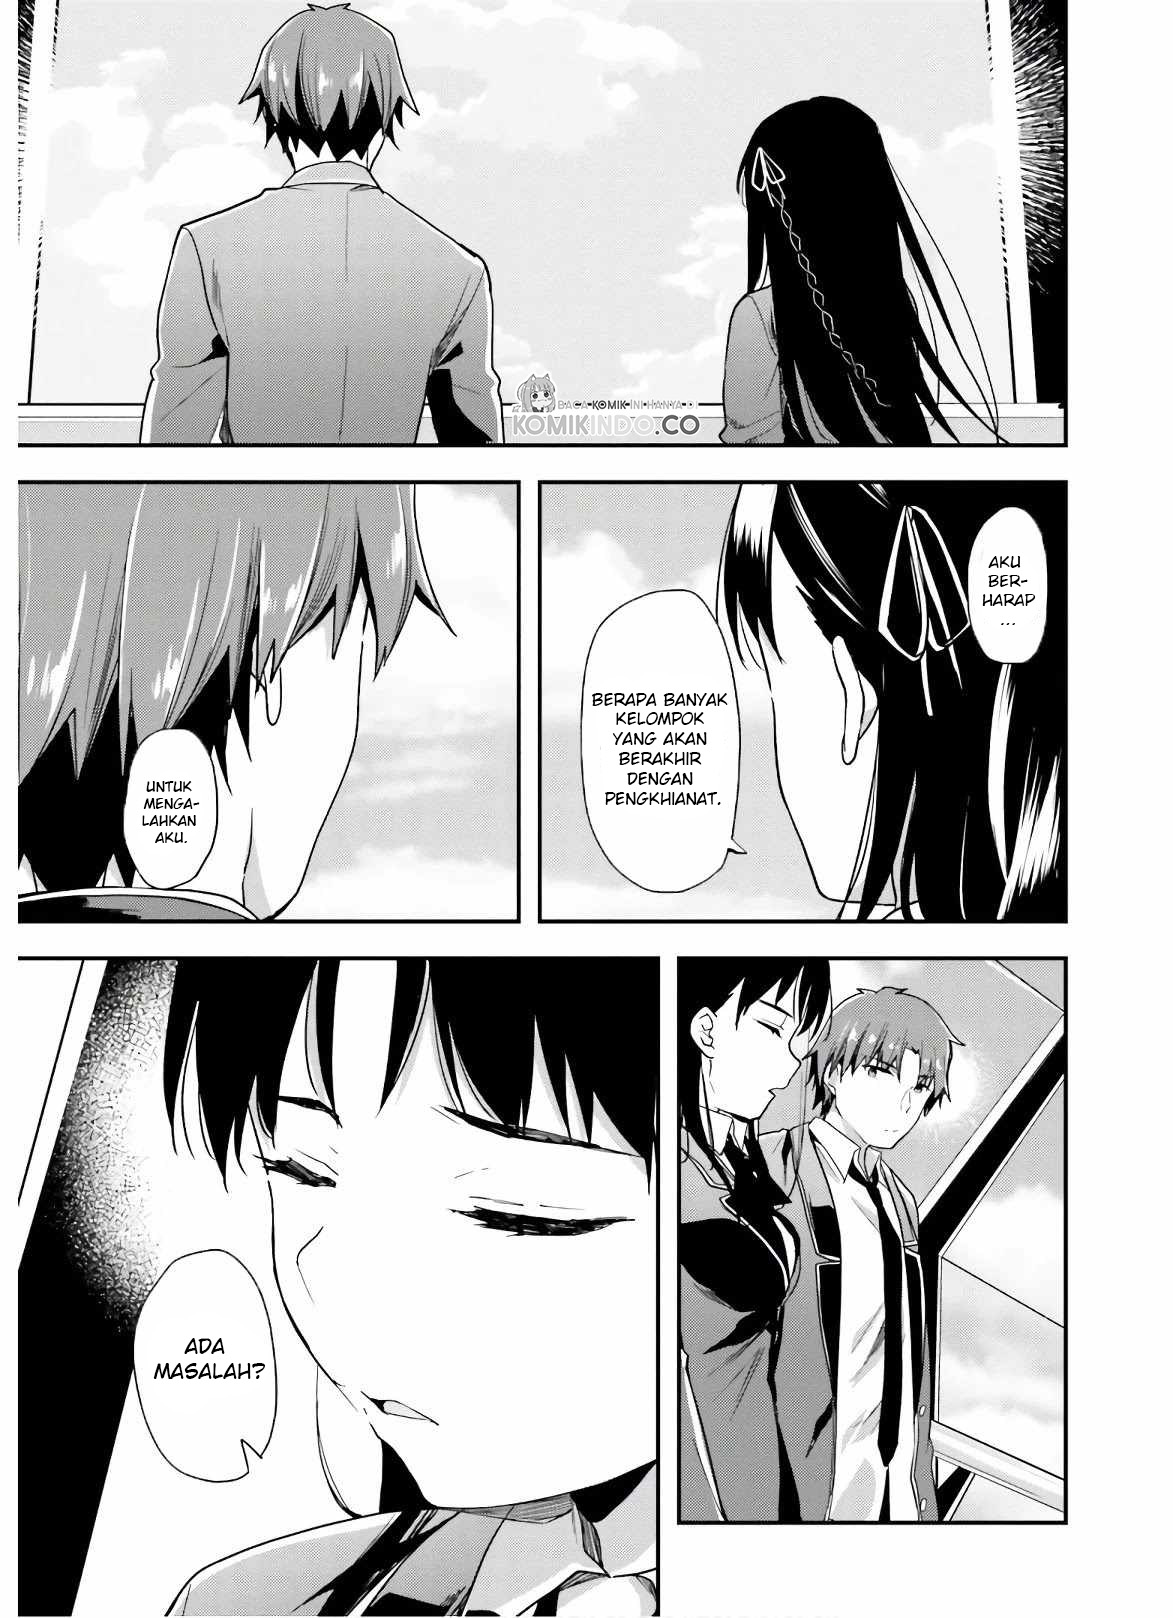 BACA KOMIK INI HANYA DI
KOMIKINDO.CO
AKU
BER-
HARAP
...
BERAPA BANYAK
KELOMPOK
YANG AKAN
BERAKHIR
DENGAN
PENGKHIANAT.
UNTUK
MENGA-
LAHKAN
AKU.
ADA
MASALAH?